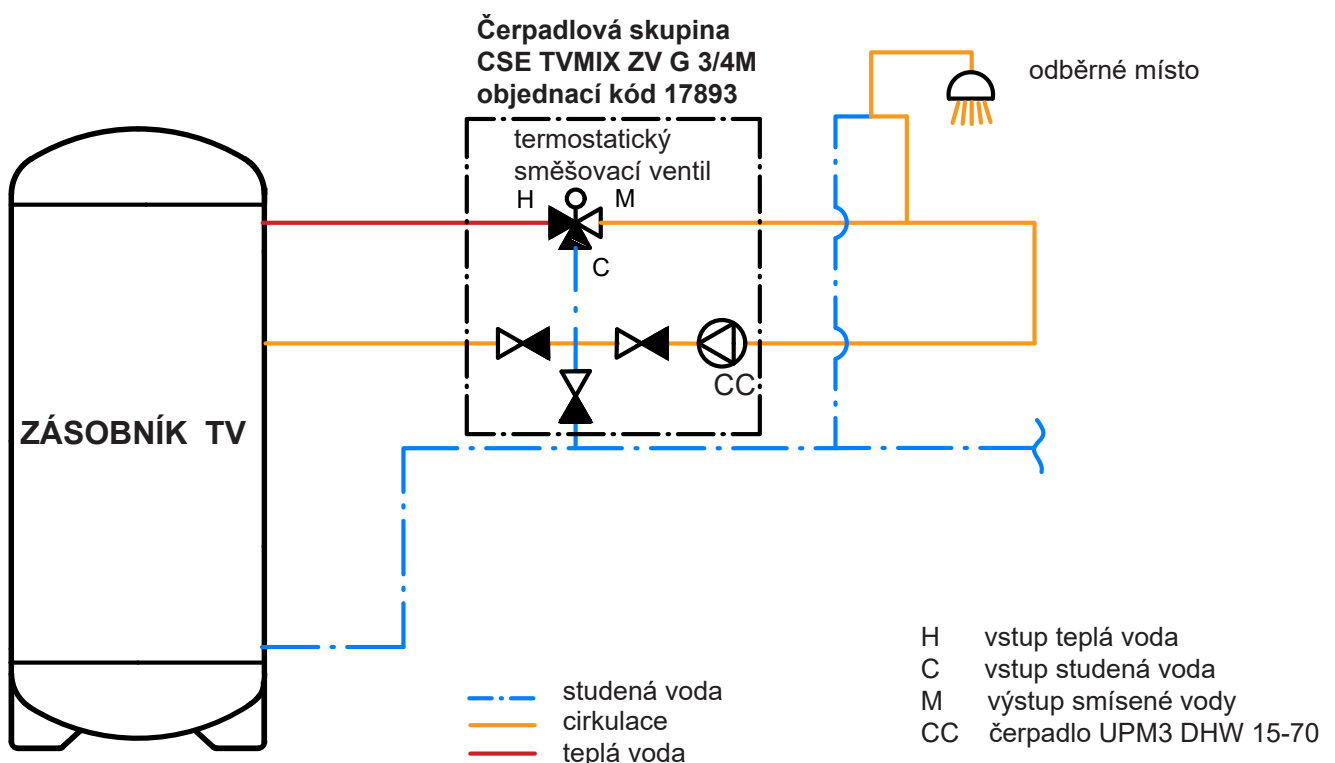 Čerpadlová skupina
CSE TVMIX ZV G 3/4M
objednací kód 17893
odběrné místo
termostatický
směšovací ventil
H
M
C
CC
ZÁSOBNÍK TV
studená voda
cirkulace
teplá voda
H vstup teplá voda
C vstup studená voda
M výstup smísené vody
CC čerpadlo UPM3 DHW 15-70